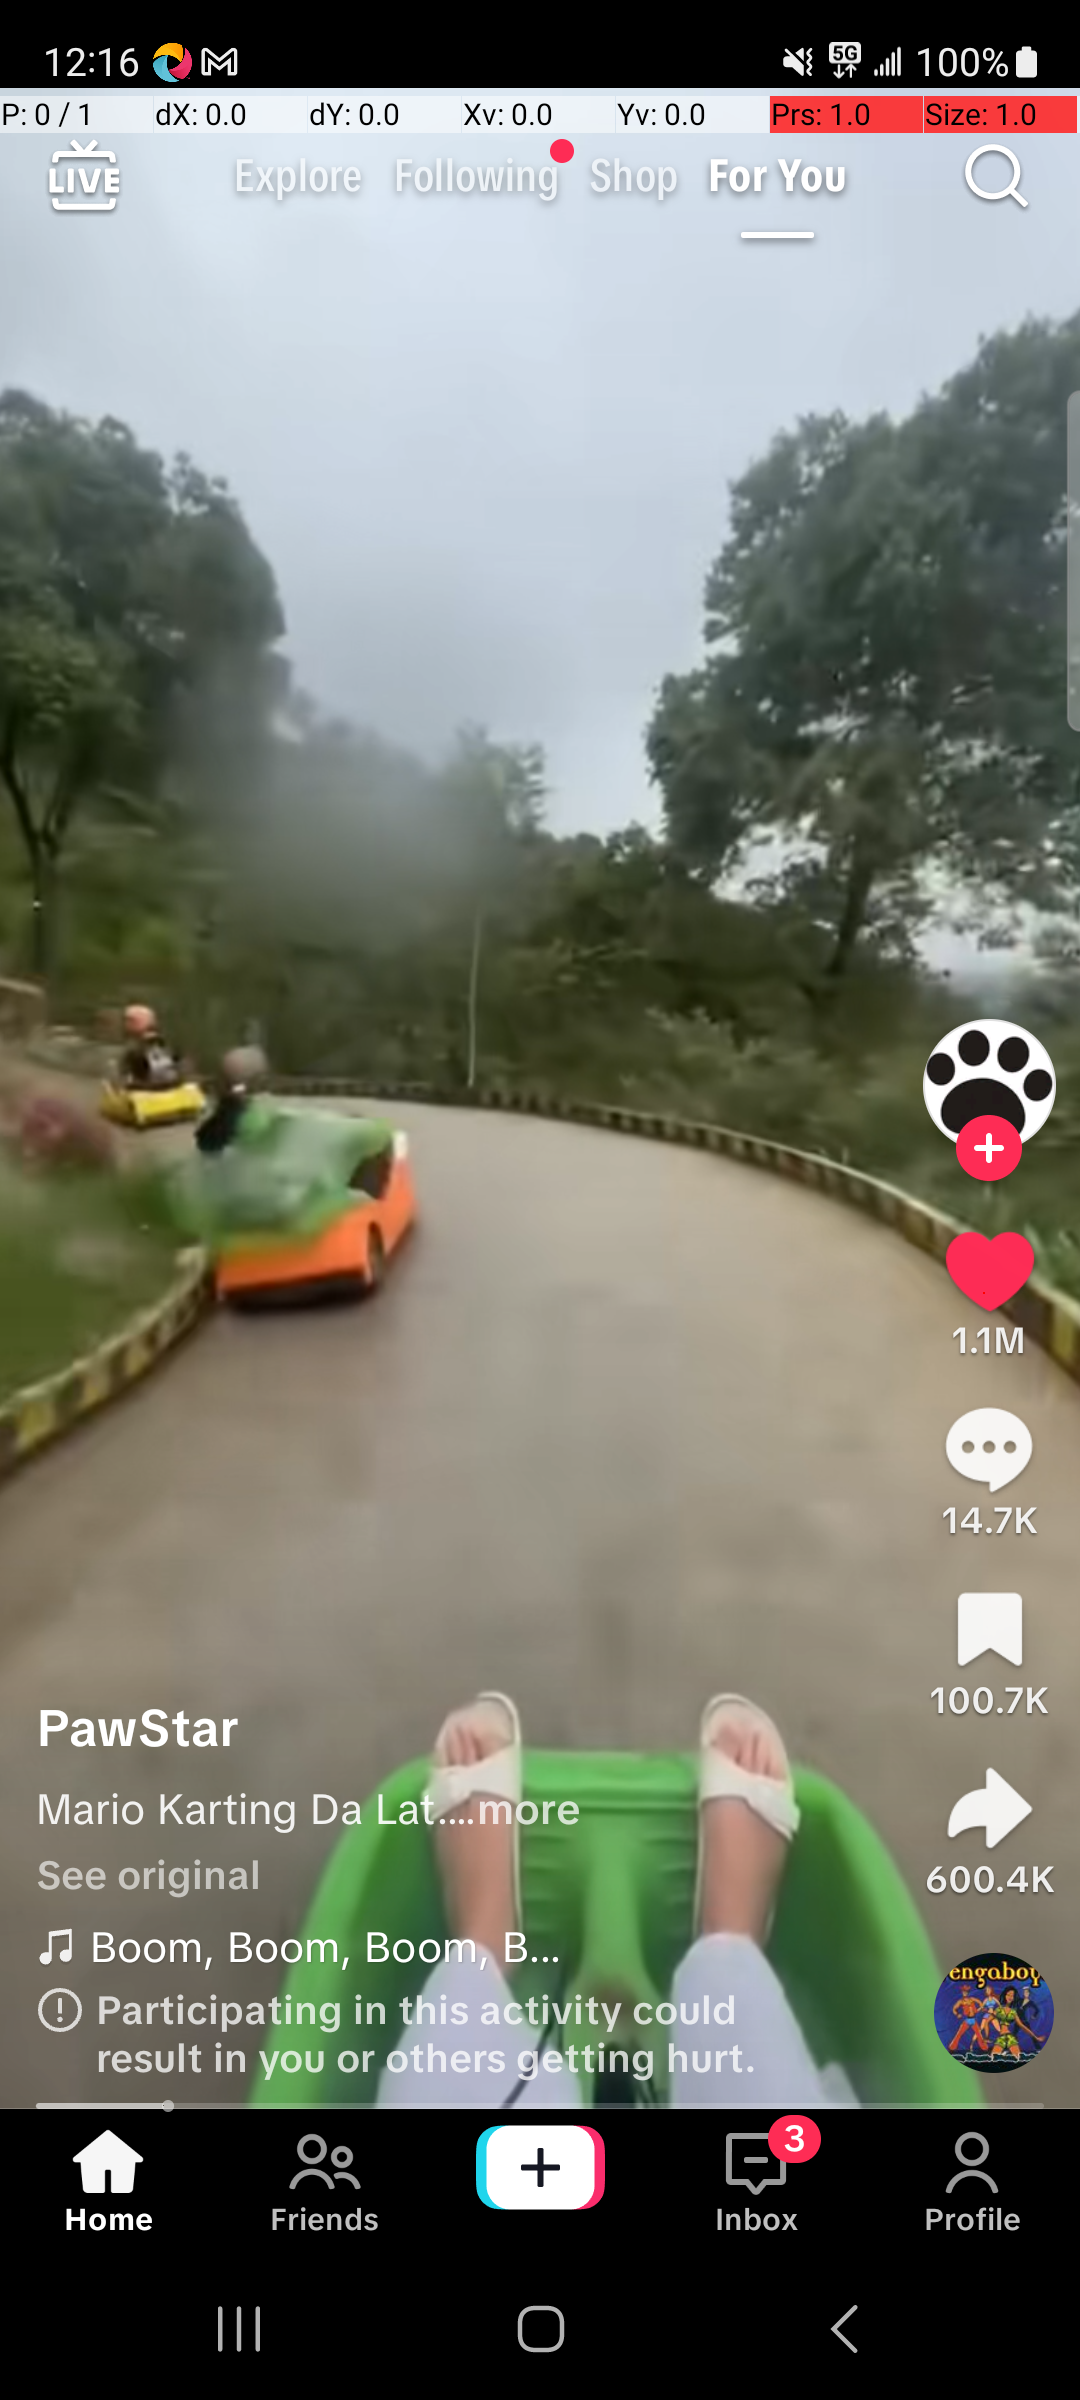 12:16
5G
100%
P: 0 / 1
dX: 0.0
dY: 0.0
Xv: 0.0
Yv: 0.0
Prs: 1.0
Size: 1.0
LIVE
Explore
Following
Shop
For You
1.1M
14.7K
100.7K
600.4K
PawStar
Mario Karting Da Lat....more
See original
Boom, Boom, Boom, B...
Participating in this activity could
result in you or others getting hurt.
engaboy
Home
Friends
3
Inbox
Profile